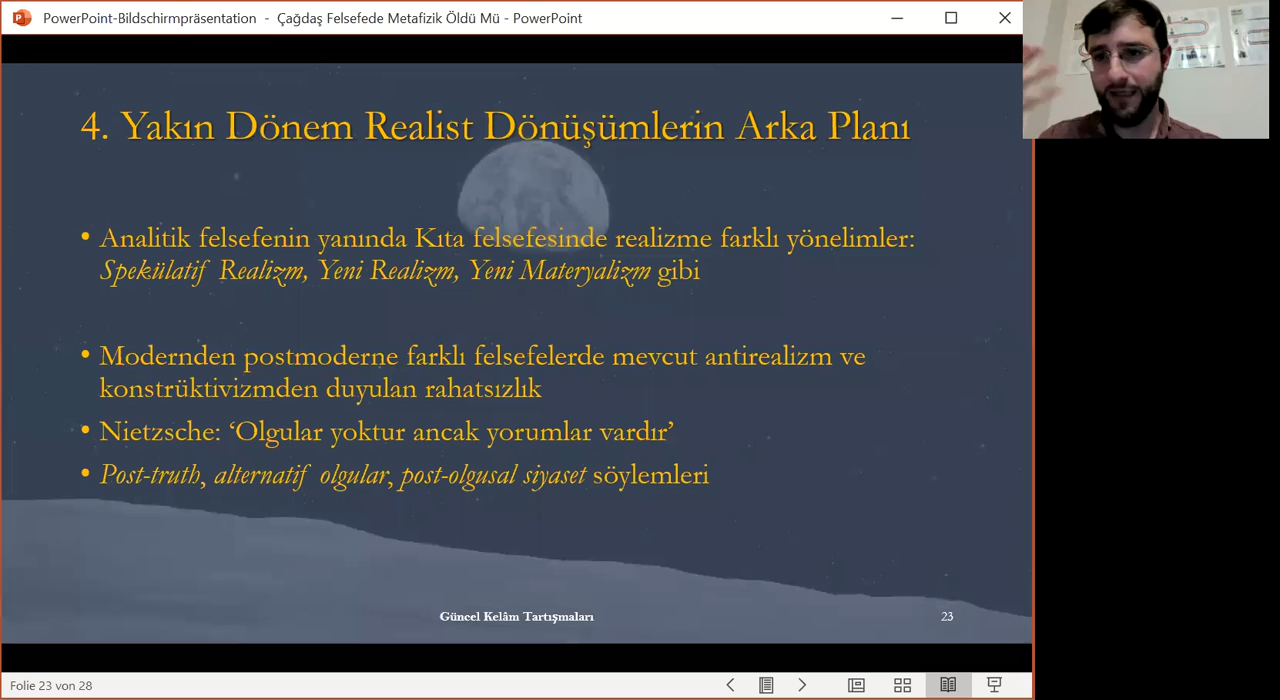 PowerPoint-Bildschirmpräsentation - Çağdaş Felsefede Metafizik Öldü Mü - PowerPoint
4. Yakın Dönem Realist Dönüşümlerin Arka Planı
• Analitik felsefenin yanında Kıta felsefesinde realizme farklı yönelimler:
Spekülatif Realizm, Yeni Realizm, Yeni Materyalizm gibi
• Modernden postmoderne farklı felsefelerde mevcut antirealizm ve
konstrüktivizmden duyulan rahatsızlık
• Nietzsche: ‘Olgular yoktur ancak yorumlar vardır’
• Post-truth, alternatif olgular, post-olgusal siyaset söylemleri
Güncel Kelâm Tartışmaları
23
Folie 23 von 28